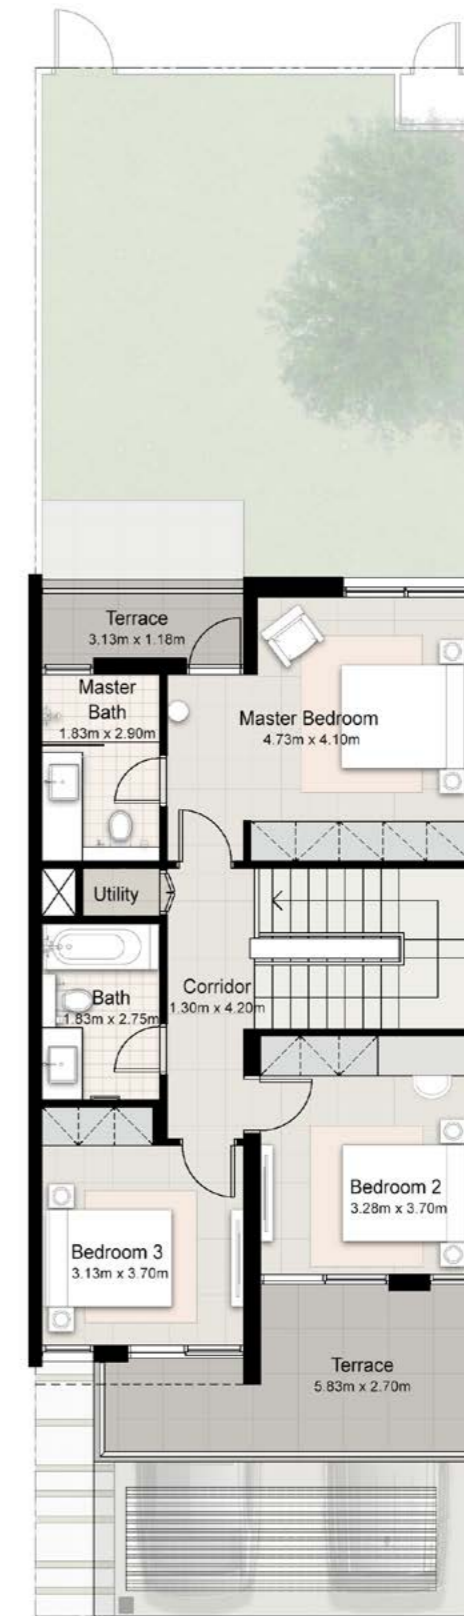 Terrace
3.13m x 1.18m
Master
Bath
1.83m x 2.90m
Master Bedroom
4.73m x 4.10m
Utility
Corridor
1.30m x 4.20m
Bath
1.83m x 2.75m
Bedroom 2
3.28m x 3.70m
Bedroom 3
3.13m x 3.70m
Terrace
5.83m x 2.70m